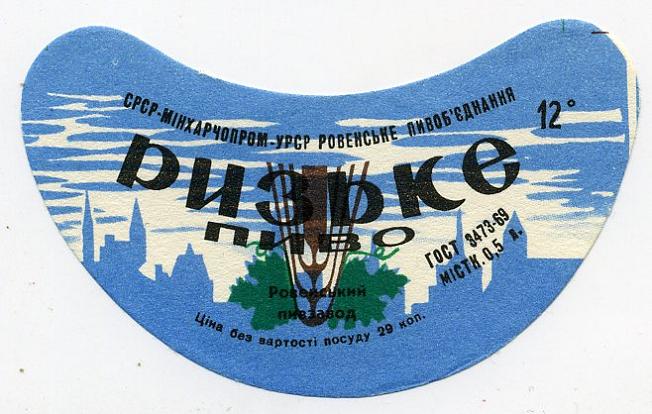 СРСР-МІНХАРЧОПРОМ-УРСР РОВЕНСЬКЕ ПИВОБ'ЄДНАННЯ
12°
РИЗЬКЕ
ПИВО
ГОСТ 3473-69
МІСТК. 0,5 л.
Ровенський
пивзавод
Ціна без вартості посуду 29 коп.